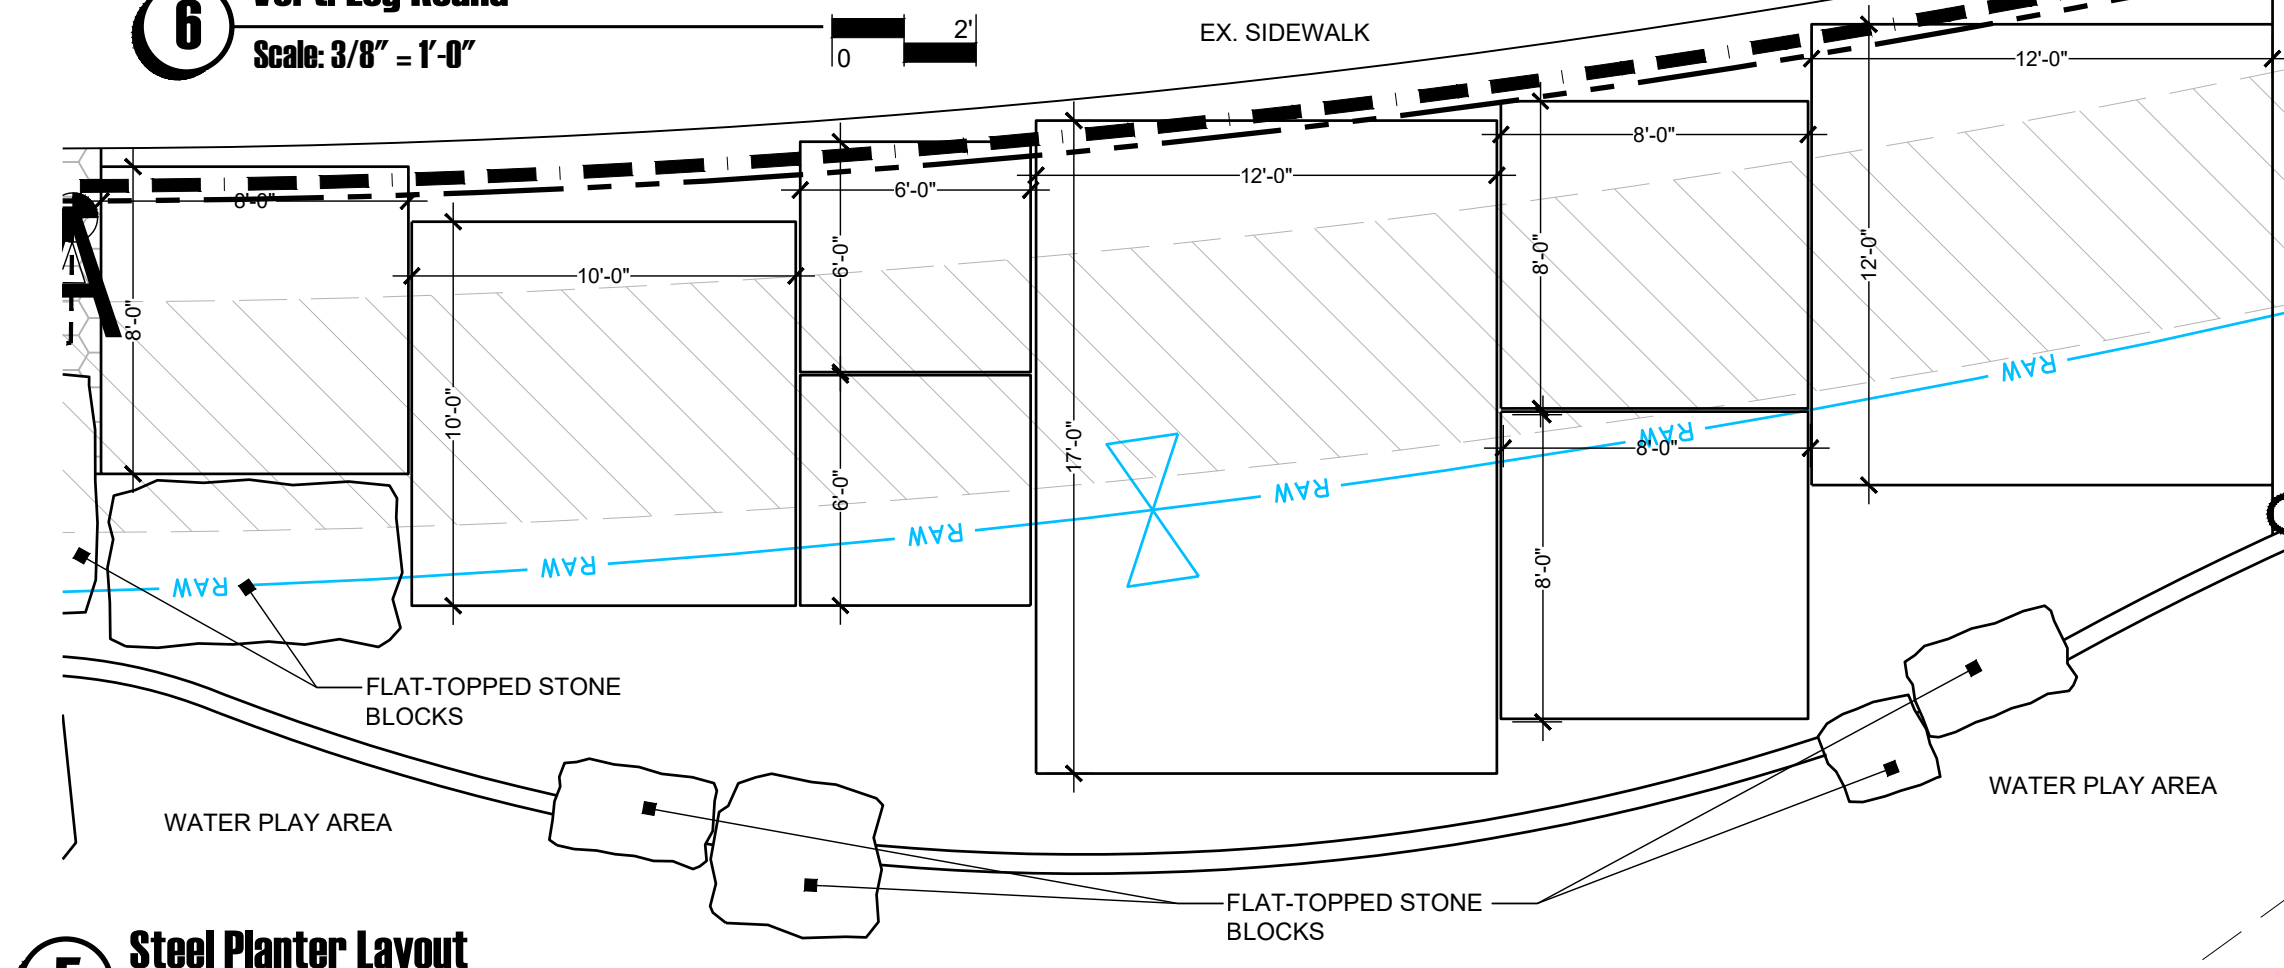 6
Scale: 3/8" = 1'-0"
0
2'
EX. SIDEWALK
12'-0"
8'-0"
12'-0"
6'-0"
8'-0"
10'-0"
6'-0"
8'-0"
12'-0"
8'-0"
10'-0"
17'-0"
6'-0"
8'-0"
8'-0"
RAW
RAW
RAW
RAW
RAW
RAW
A
FLAT-TOPPED STONE
BLOCKS
WATER PLAY AREA
WATER PLAY AREA
FLAT-TOPPED STONE
BLOCKS
Steel Planter Layout